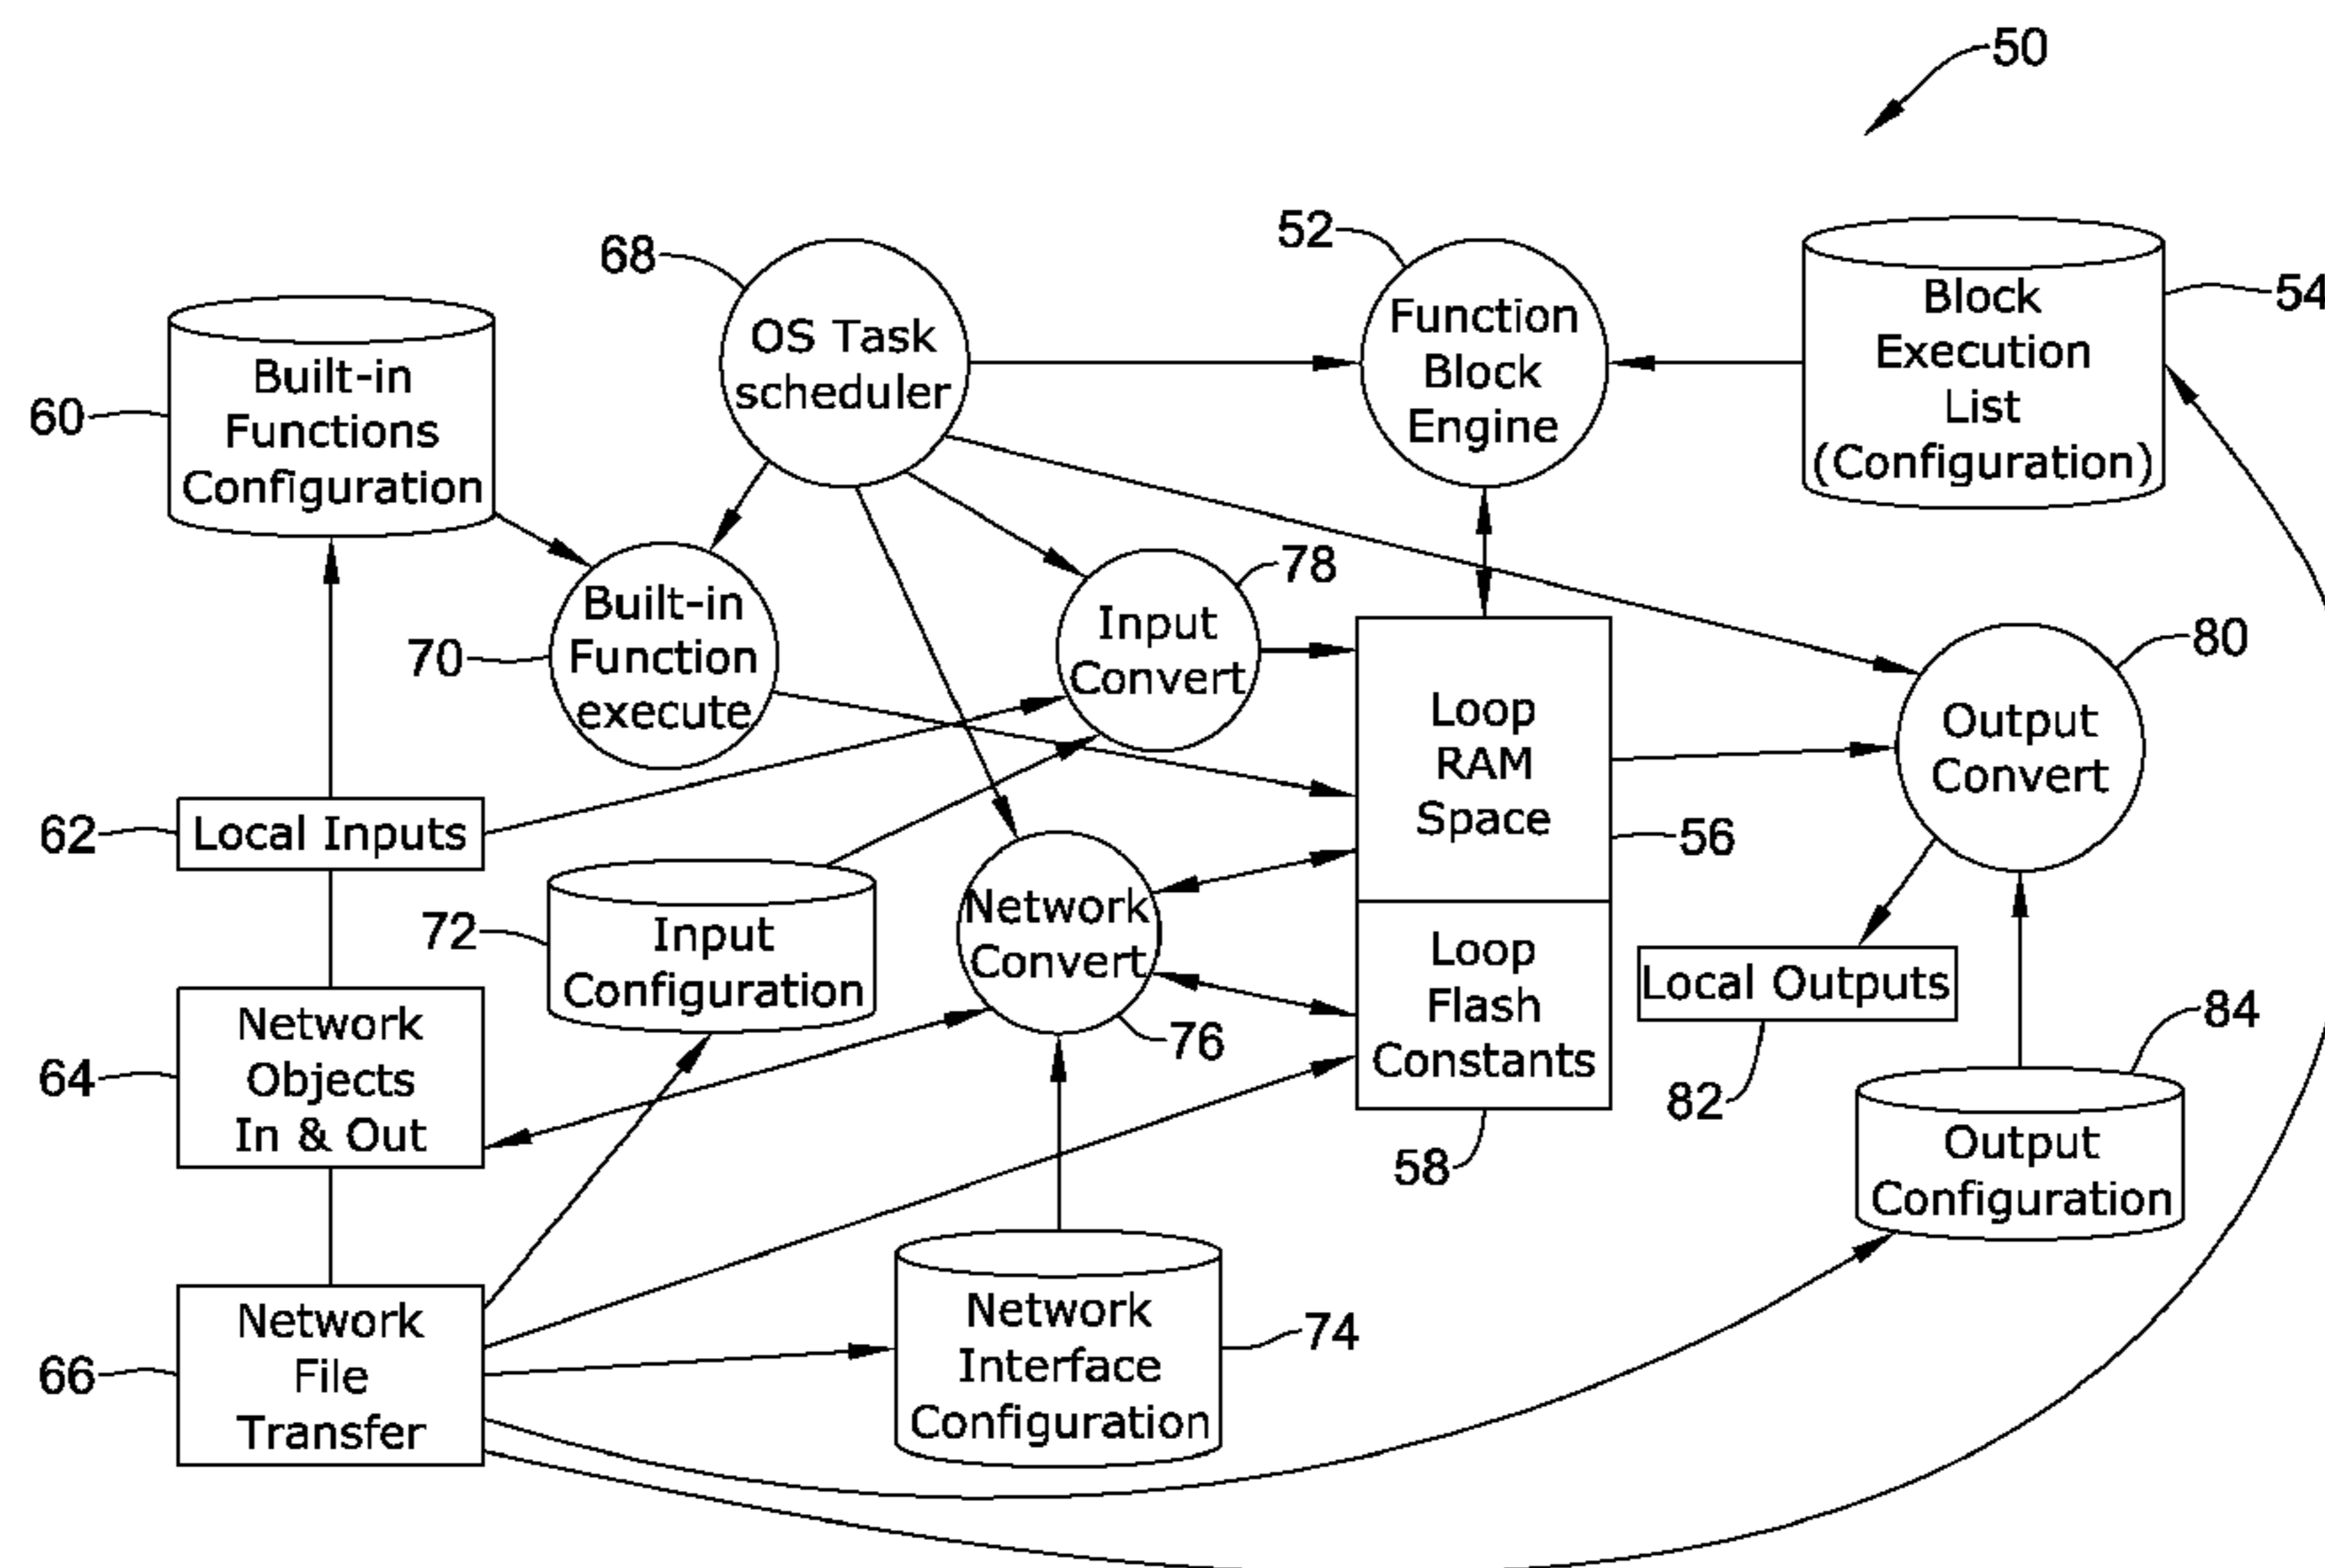 50
52
54
68
OS Task
scheduler
Function
Block
Engine
Block
Execution
List
(Configuration)
60
Built-in
Functions
Configuration
78
Input
Convert
70
Built-in
Function
execute
80
Output
Convert
Loop
RAM
Space
56
62
Local Inputs
72
Input
Configuration
Network
Convert
76
Loop
Flash
Constants
58
Local Outputs
82
84
Output
Configuration
64
Network
Objects
In & Out
66
Network
File
Transfer
Network
Interface
Configuration
74